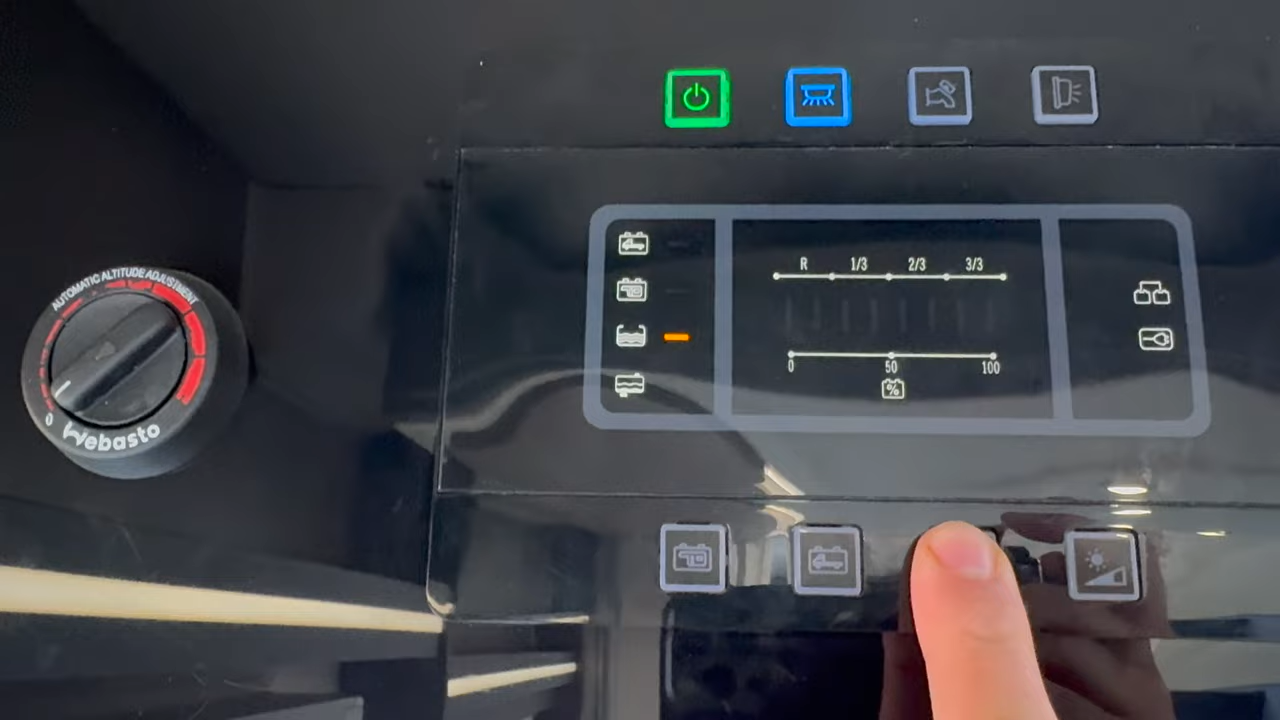 AUTOMATIC ALTITUDE ADJUSTMENT
0
Webasto
R 1/3 2/3 3/3
0 50 100
%